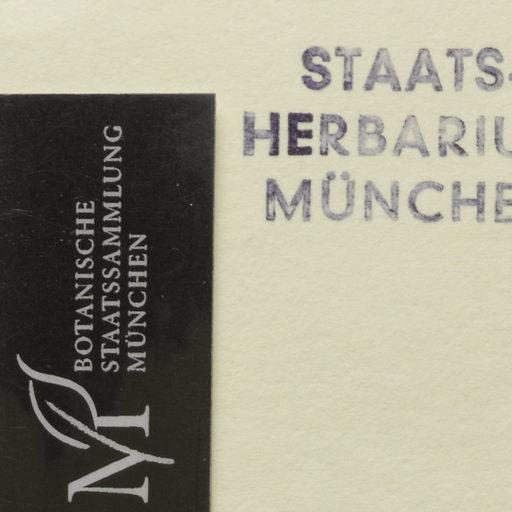 STAATS-
HERBARIU
MÜNCHE
BOTANISCHE
STAATSSAMMLUNG
MÜNCHEN
M